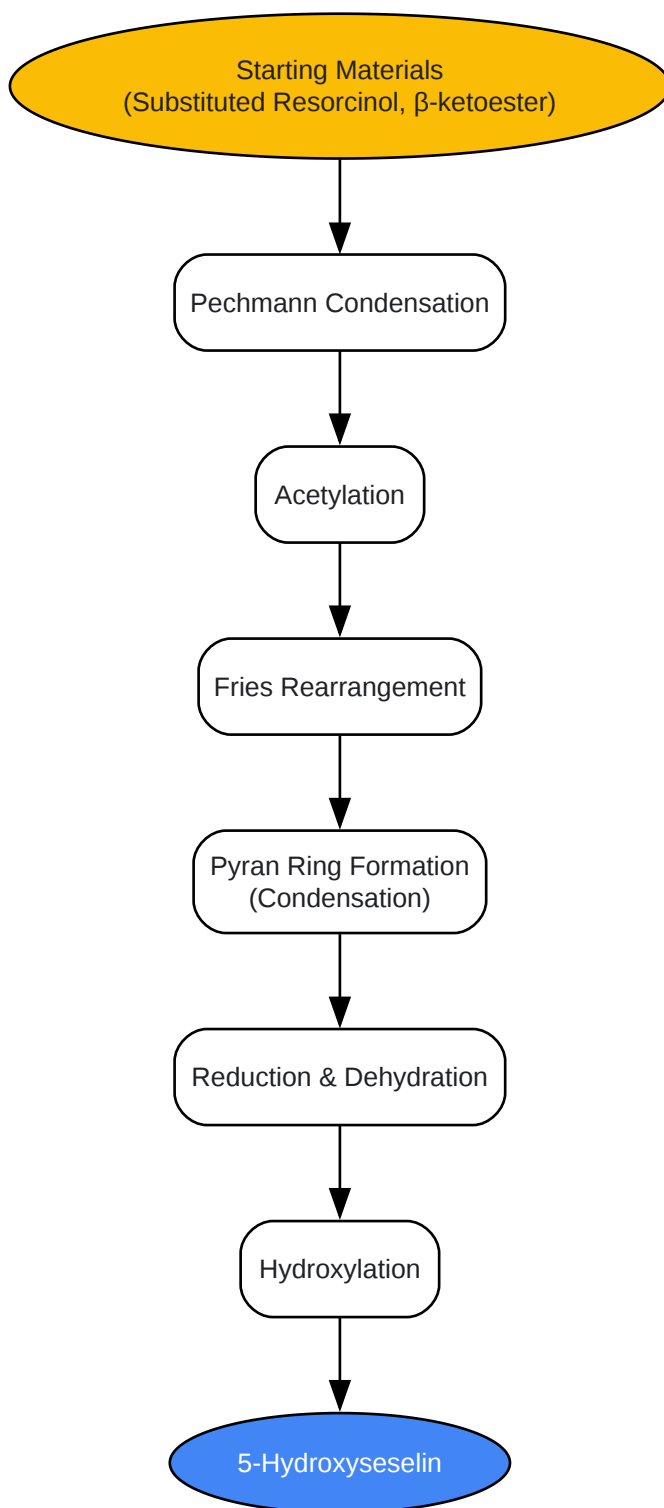 Starting Materials
(Substituted Resorcinol, β-ketoester)
Pechmann Condensation
Acetylation
Fries Rearrangement
Pyran Ring Formation
(Condensation)
Reduction & Dehydration
Hydroxylation
5-Hydroxyseselin